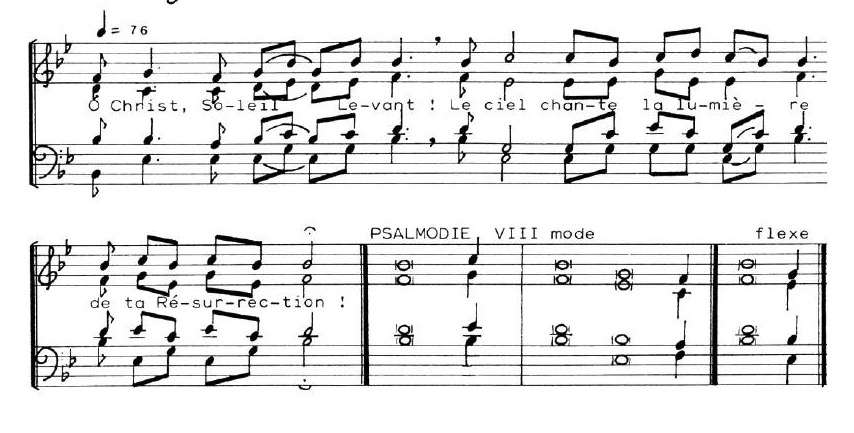 = 76
O Christ, So-leil Le-vant ! Le ciel chan-te la lu-miè - re
PSALMODIE VIII mode flexe
de ta Ré-sur-rec-tion !